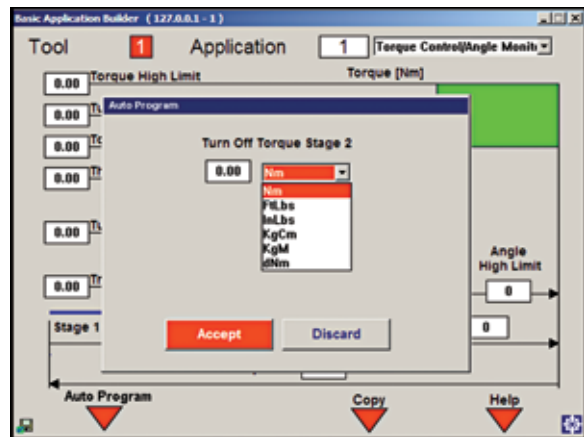 Basic Application Builder ( 127.0.0.1 - 1 )
Tool 1 Application 1 Torque Control/Angle Monit
0.00 Torque High Limit Torque [Nm]
0.00
Auto Program
0.00
Turn Off Torque Stage 2
0.00
0.00 Nm
Nm
FtLbs
InLbs
KgCm
KgM
dNm
0.00
Angle
High Limit
0.00
0
Stage 1
Accept Discard
0
Auto Program Copy Help